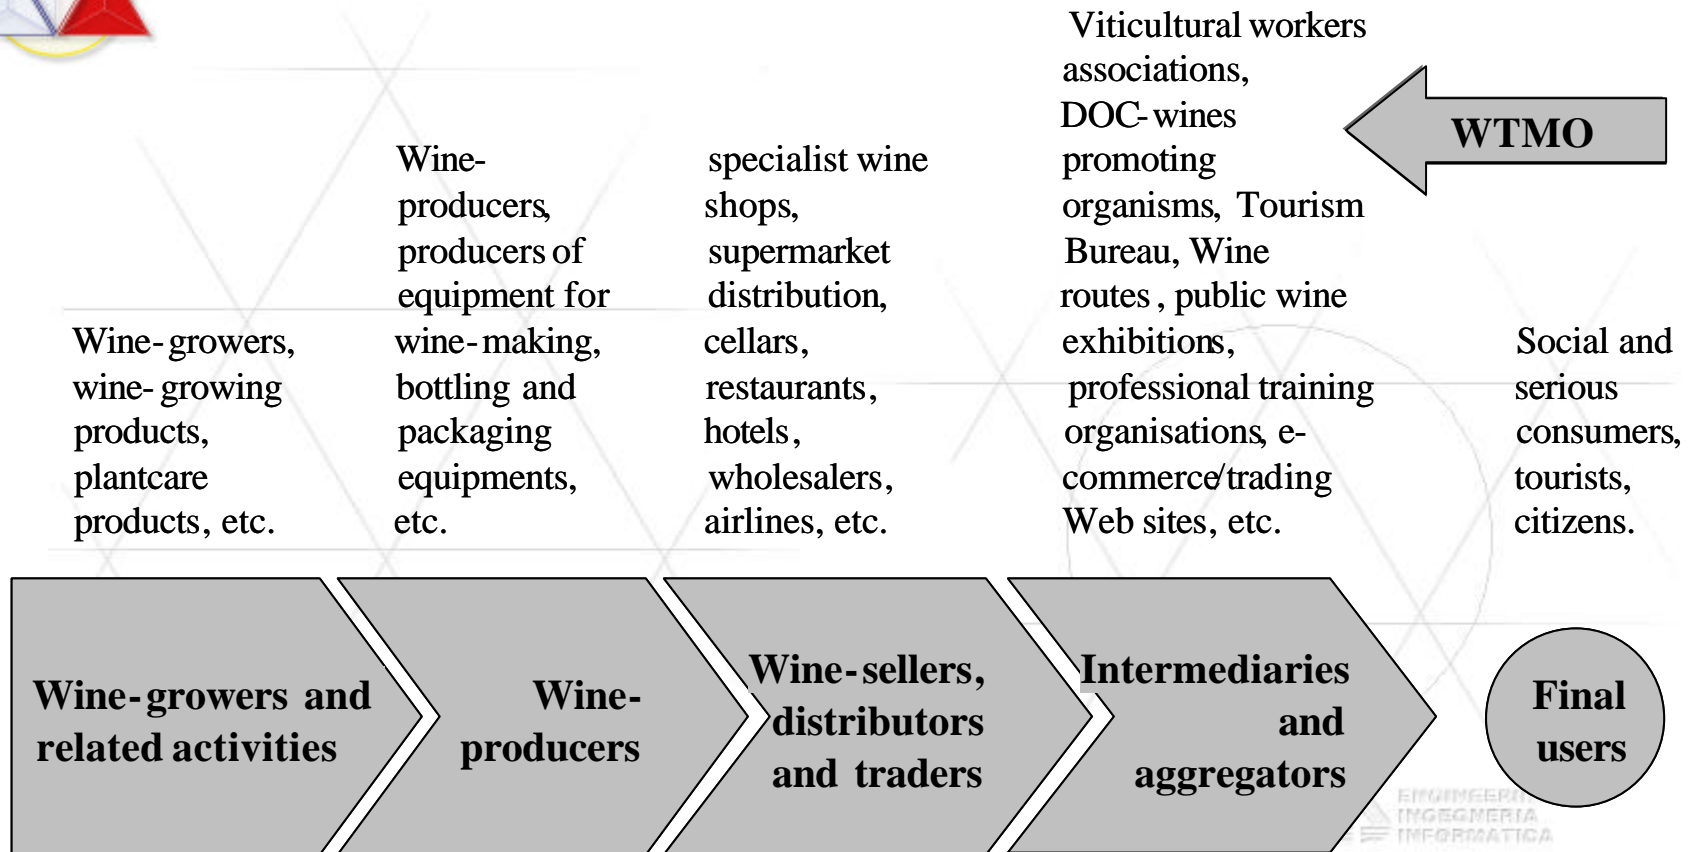 Viticultural workers
associations,
DOC-wines
promoting
organisms, Tourism
Bureau, Wine
routes, public wine
exhibitions,
professional training
organisations, e-
commerce/trading
Web sites, etc.
WTMO
Wine-
producers,
producers of
equipment for
wine-making,
bottling and
packaging
equipments,
etc.
specialist wine
shops,
supermarket
distribution,
cellars,
restaurants,
hotels,
wholesalers,
airlines, etc.
Wine-growers,
wine-growing
products,
plantcare
products, etc.
Social and
serious
consumers,
tourists,
citizens.
Wine-growers and
related activities
Wine-
producers
Wine-sellers,
distributors
and traders
Intermediaries
and
aggregators
Final
users
INGEGNERIA
INFORMATICA